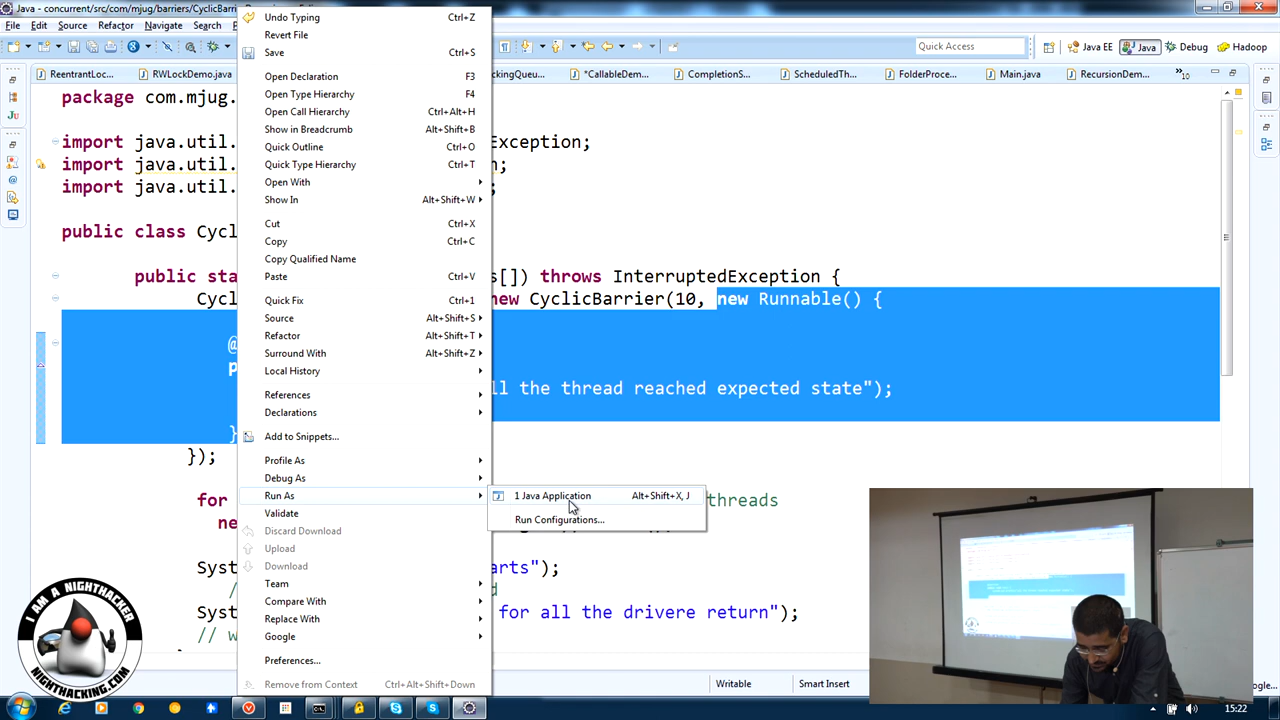 Java - concurrent/src/com/mjug/barriers/CyclicBarri
File Edit Source Refactor Navigate Search
Quick Access
Java EE Java Debug Hadoop
ReentrantLoc... RWLockDemo.java ckingQueu... *CallableDem... CompletionS... ScheduledTh... FolderProce... Main.java RecursionDem... »10
package com.mjug.
import java.util. Exception;
import java.util. n;
import java.util. ;
public class Cycl
public sta s[]) throws InterruptedException {
Cyc new CyclicBarrier(10, new Runnable() {
@
p
ll the thread reached expected state");
}
});
for threads
ne
Syst arts");
/
Syst for all the drivere return");
// w
Undo Typing Ctrl+Z
Revert File
Save Ctrl+S
Open Declaration F3
Open Type Hierarchy F4
Open Call Hierarchy Ctrl+Alt+H
Show in Breadcrumb Alt+Shift+B
Quick Outline Ctrl+O
Quick Type Hierarchy Ctrl+T
Open With
Show In Alt+Shift+W
Cut Ctrl+X
Copy Ctrl+C
Copy Qualified Name
Paste Ctrl+V
Quick Fix Ctrl+1
Source Alt+Shift+S
Refactor Alt+Shift+T
Surround With Alt+Shift+Z
Local History
References
Declarations
Add to Snippets...
Profile As
Debug As
Run As
Validate
Discard Download
Upload
Download
Team
Compare With
Replace With
Google
Preferences...
Remove from Context Ctrl+Alt+Shift+Down
1 Java Application Alt+Shift+X, J
Run Configurations...
I AM A NIGHTHACKER
NIGHTHACKING.COM
Writable Smart Insert
oogle...
15:22